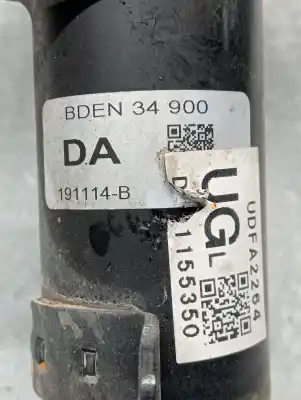 BDEN 34 900
DA
191114-B
UGL
1155350
UDFA2264